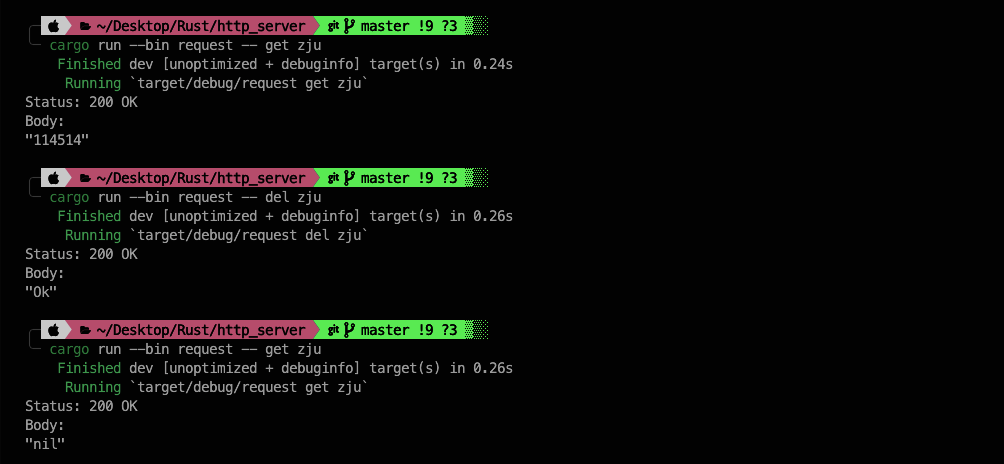 ~/Desktop/Rust/http_server git master !9 ?3
cargo run --bin request -- get zju
Finished dev [unoptimized + debuginfo] target(s) in 0.24s
Running `target/debug/request get zju`
Status: 200 OK
Body:
"114514"
~/Desktop/Rust/http_server git master !9 ?3
cargo run --bin request -- del zju
Finished dev [unoptimized + debuginfo] target(s) in 0.26s
Running `target/debug/request del zju`
Status: 200 OK
Body:
"Ok"
~/Desktop/Rust/http_server git master !9 ?3
cargo run --bin request -- get zju
Finished dev [unoptimized + debuginfo] target(s) in 0.26s
Running `target/debug/request get zju`
Status: 200 OK
Body:
"nil"